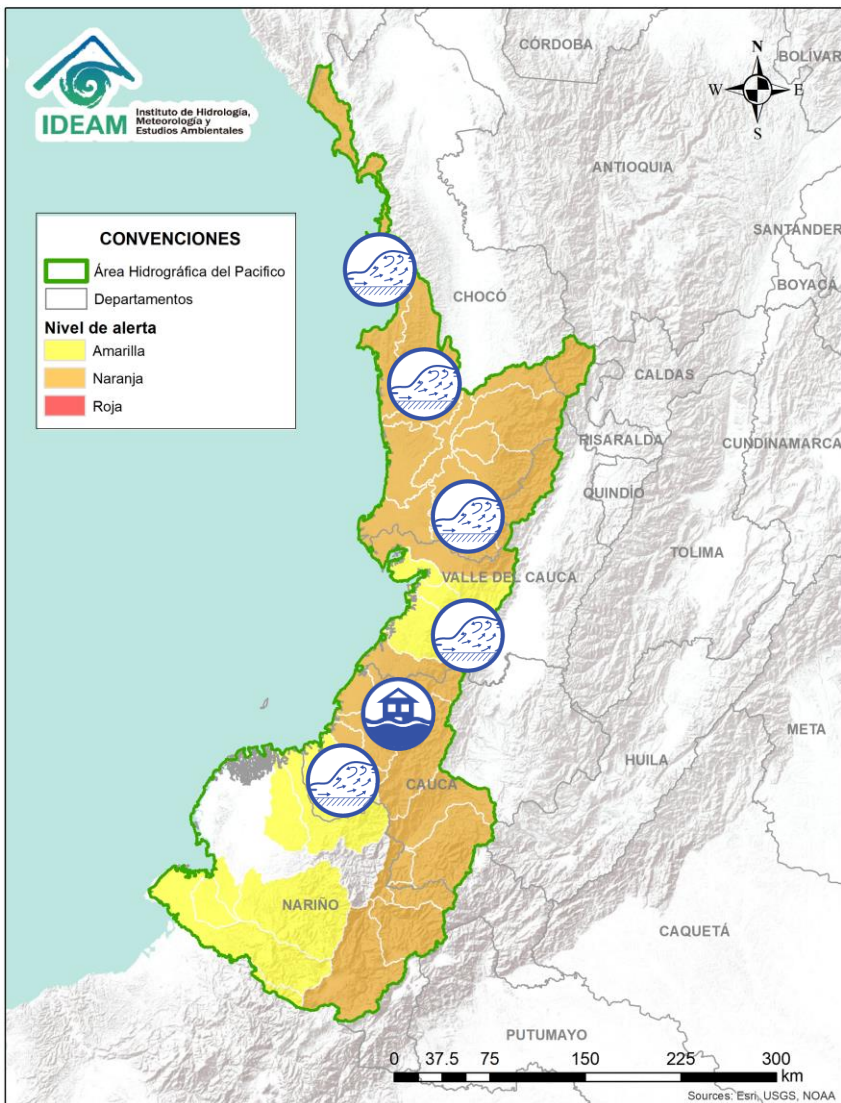 IDEAM
Instituto de Hidrología,
Meteorología y
Estudios Ambientales
CÓRDOBA
BOLÍVAR
N
W
E
S
ANTIOQUIA
SANTANDER
BOYACÁ
CHOCÓ
CONVENCIONES
Área Hidrográfica del Pacifico
Departamentos
Nivel de alerta
Amarilla
Naranja
Roja
CALDAS
RISARALDA
CUNDINAMARCA
QUINDÍO
TOLIMA
VALLE DEL CAUCA
META
HUILA
CAUCA
NARIÑO
CAQUETÁ
PUTUMAYO
0 37.5 75 150 225 300
km
Sources: Esri, USGS, NOAA